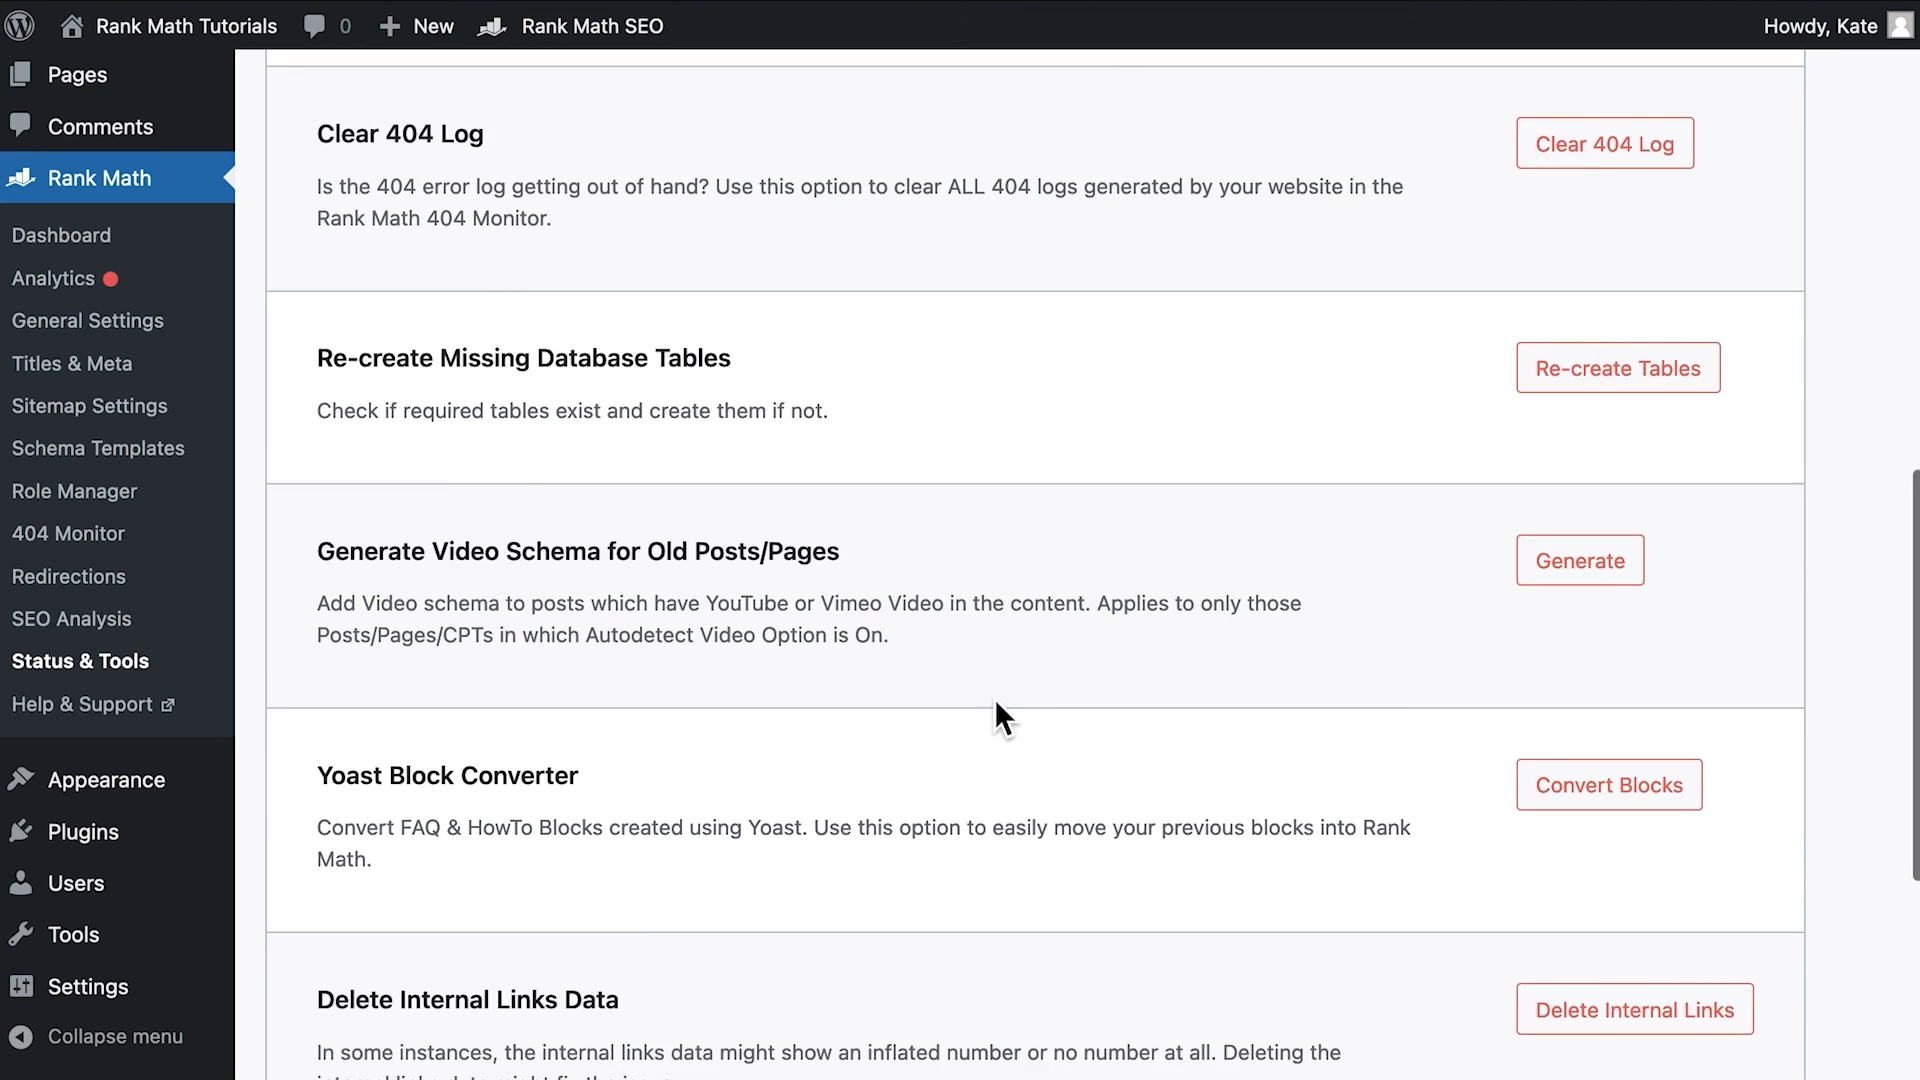 Rank Math Tutorials
0
New
Rank Math SEO
Howdy, Kate
Pages
Comments
Rank Math
Dashboard
Analytics
General Settings
Titles & Meta
Sitemap Settings
Schema Templates
Role Manager
404 Monitor
Redirections
SEO Analysis
Status & Tools
Help & Support
Appearance
Plugins
Users
Tools
Settings
Collapse menu
Clear 404 Log
Is the 404 error log getting out of hand? Use this option to clear ALL 404 logs generated by your website in the
Rank Math 404 Monitor.
Clear 404 Log
Re-create Missing Database Tables
Check if required tables exist and create them if not.
Re-create Tables
Generate Video Schema for Old Posts/Pages
Add Video schema to posts which have YouTube or Vimeo Video in the content. Applies to only those
Posts/Pages/CPTs in which Autodetect Video Option is On.
Generate
Yoast Block Converter
Convert FAQ & HowTo Blocks created using Yoast. Use this option to easily move your previous blocks into Rank
Math.
Convert Blocks
Delete Internal Links Data
In some instances, the internal links data might show an inflated number or no number at all. Deleting the
Delete Internal Links